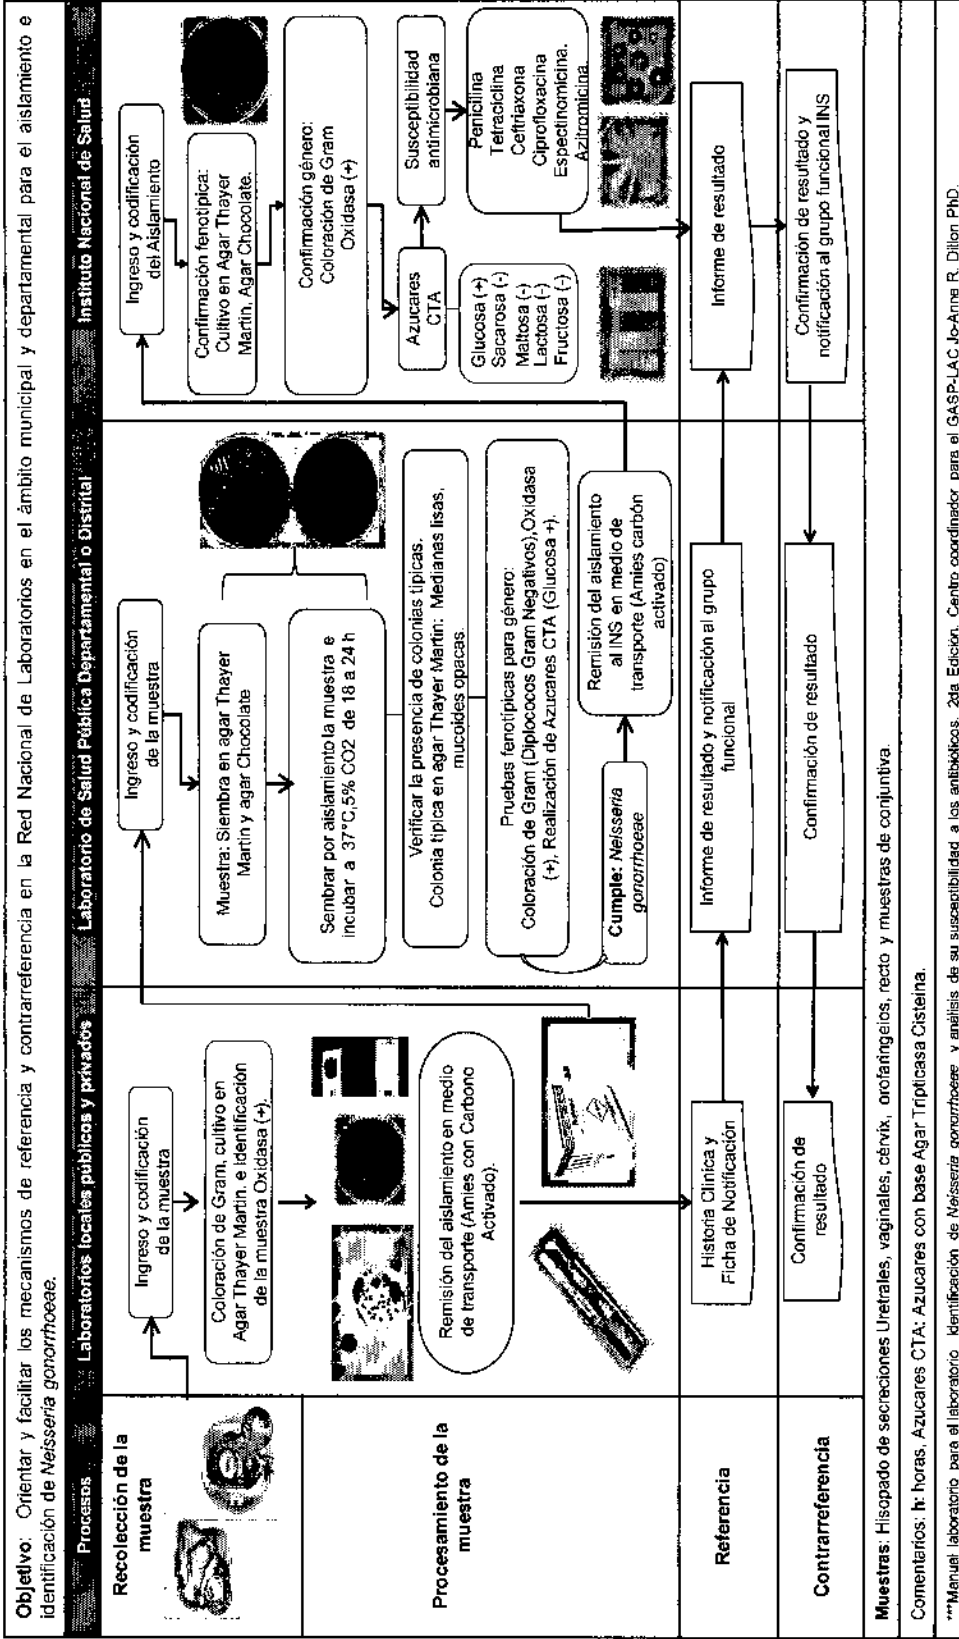 Objetivo: Orientar y facilitar los mecanismos de referencia y contrarreferencia en la Red Nacional de Laboratorios en el ámbito municipal y departamental para el aislamiento e
identificación de Neisseria gonorrhoeae.
Procesos
Laboratorios locales públicos y privados
Laboratorio de Salud Pública Departamental o Distrital
Instituto Nacional de Salud
Recolección de la
muestra
Ingreso y codificación
de la muestra
Coloración de Gram, cultivo en
Agar Thayer Martin, e identificación
de la muestra Oxidasa (+).
Procesamiento de la
muestra
Remisión del aislamiento en medio
de transporte (Amies con Carbono
Activado).
Ingreso y codificación
de la muestra
Muestra: Siembra en agar Thayer
Martin y agar Chocolate
Sembrar por aislamiento la muestra e
incubar a 37°C,5% CO2 de 18 a 24 h
Verificar la presencia de colonias típicas.
Colonia típica en agar Thayer Martin: Medianas lisas,
mucoides opacas.
Pruebas fenotípicas para género:
Coloración de Gram (Diplococos Gram Negativos),Oxidasa
(+), Realización de Azucares CTA (Glucosa +).
Cumple: Neisseria
gonorrhoeae
Remisión del aislamiento
al INS en medio de
transporte (Amies carbón
activado)
Ingreso y codificación
del Aislamiento
Confirmación fenotípica:
Cultivo en Agar Thayer
Martin, Agar Chocolate.
Confirmación género:
Coloración de Gram
Oxidasa (+)
Azucares
CTA
Susceptibilidad
antimicrobiana
Glucosa (+)
Sacarosa (-)
Maltosa (-)
Lactosa (-)
Fructosa (-)
Penicilina
Tetraciclina
Ceftriaxona
Ciprofloxacina
Espectinomicina.
Azitromicina.
Referencia
Historia Clínica y
Ficha de Notificación
Informe de resultado y notificación al grupo
funcional
Informe de resultado
Contrarreferencia
Confirmación de
resultado
Confirmación de resultado
Confirmación de resultado y
notificación al grupo funcional INS
Muestras: Hisopado de secreciones Uretrales, vaginales, cérvix, orofaríngeios, recto y muestras de conjuntiva.
Comentarios: h: horas, Azucares CTA: Azucares con base Agar Tripticasa Cisteina.
***Manual laboratorio para el laboratorio identificación de Neisseria gonorrhoeae y análisis de su susceptibilidad a los antibióticos. 2da Edición. Centro coordinador para el GASP-LAC Jo-Anne R. Dillon PhD.